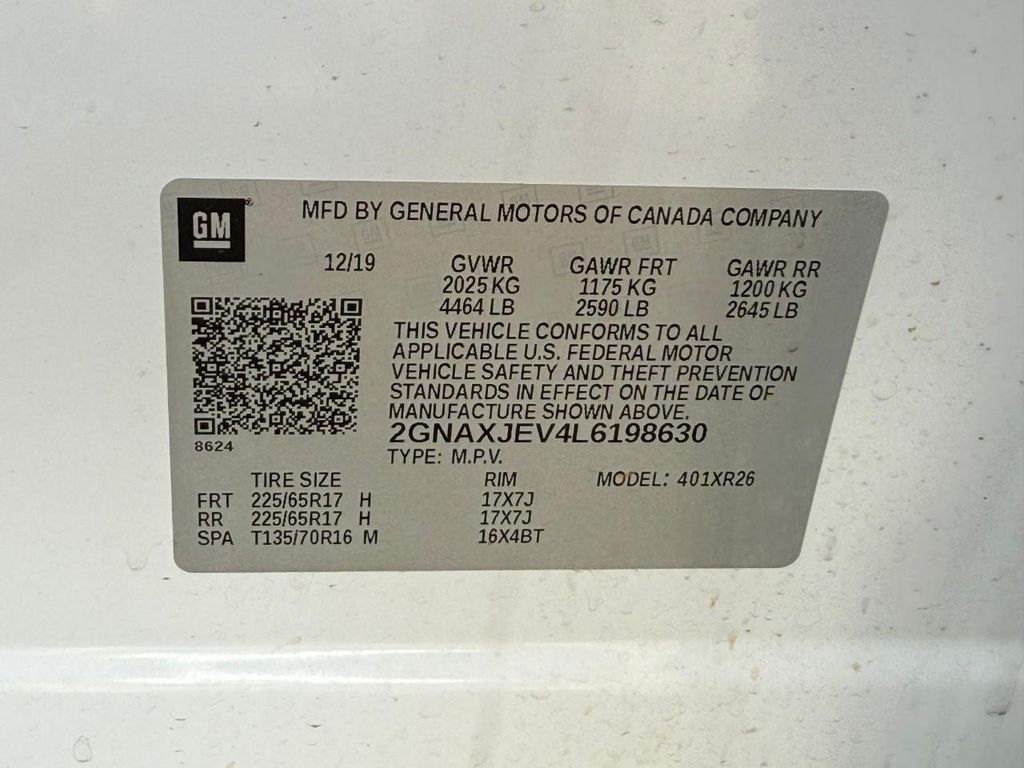 GM
MFD BY GENERAL MOTORS OF CANADA COMPANY
12/19 GVWR GAWR FRT GAWR RR
2025 KG 1175 KG 1200 KG
4464 LB 2590 LB 2645 LB
THIS VEHICLE CONFORMS TO ALL
APPLICABLE U.S. FEDERAL MOTOR
VEHICLE SAFETY AND THEFT PREVENTION
STANDARDS IN EFFECT ON THE DATE OF
MANUFACTURE SHOWN ABOVE.
2GNAXJEV4L6198630
8624
TYPE: M.P.V.
TIRE SIZE RIM MODEL: 401XR26
FRT 225/65R17 H 17X7J
RR 225/65R17 H 17X7J
SPA T135/70R16 M 16X4BT